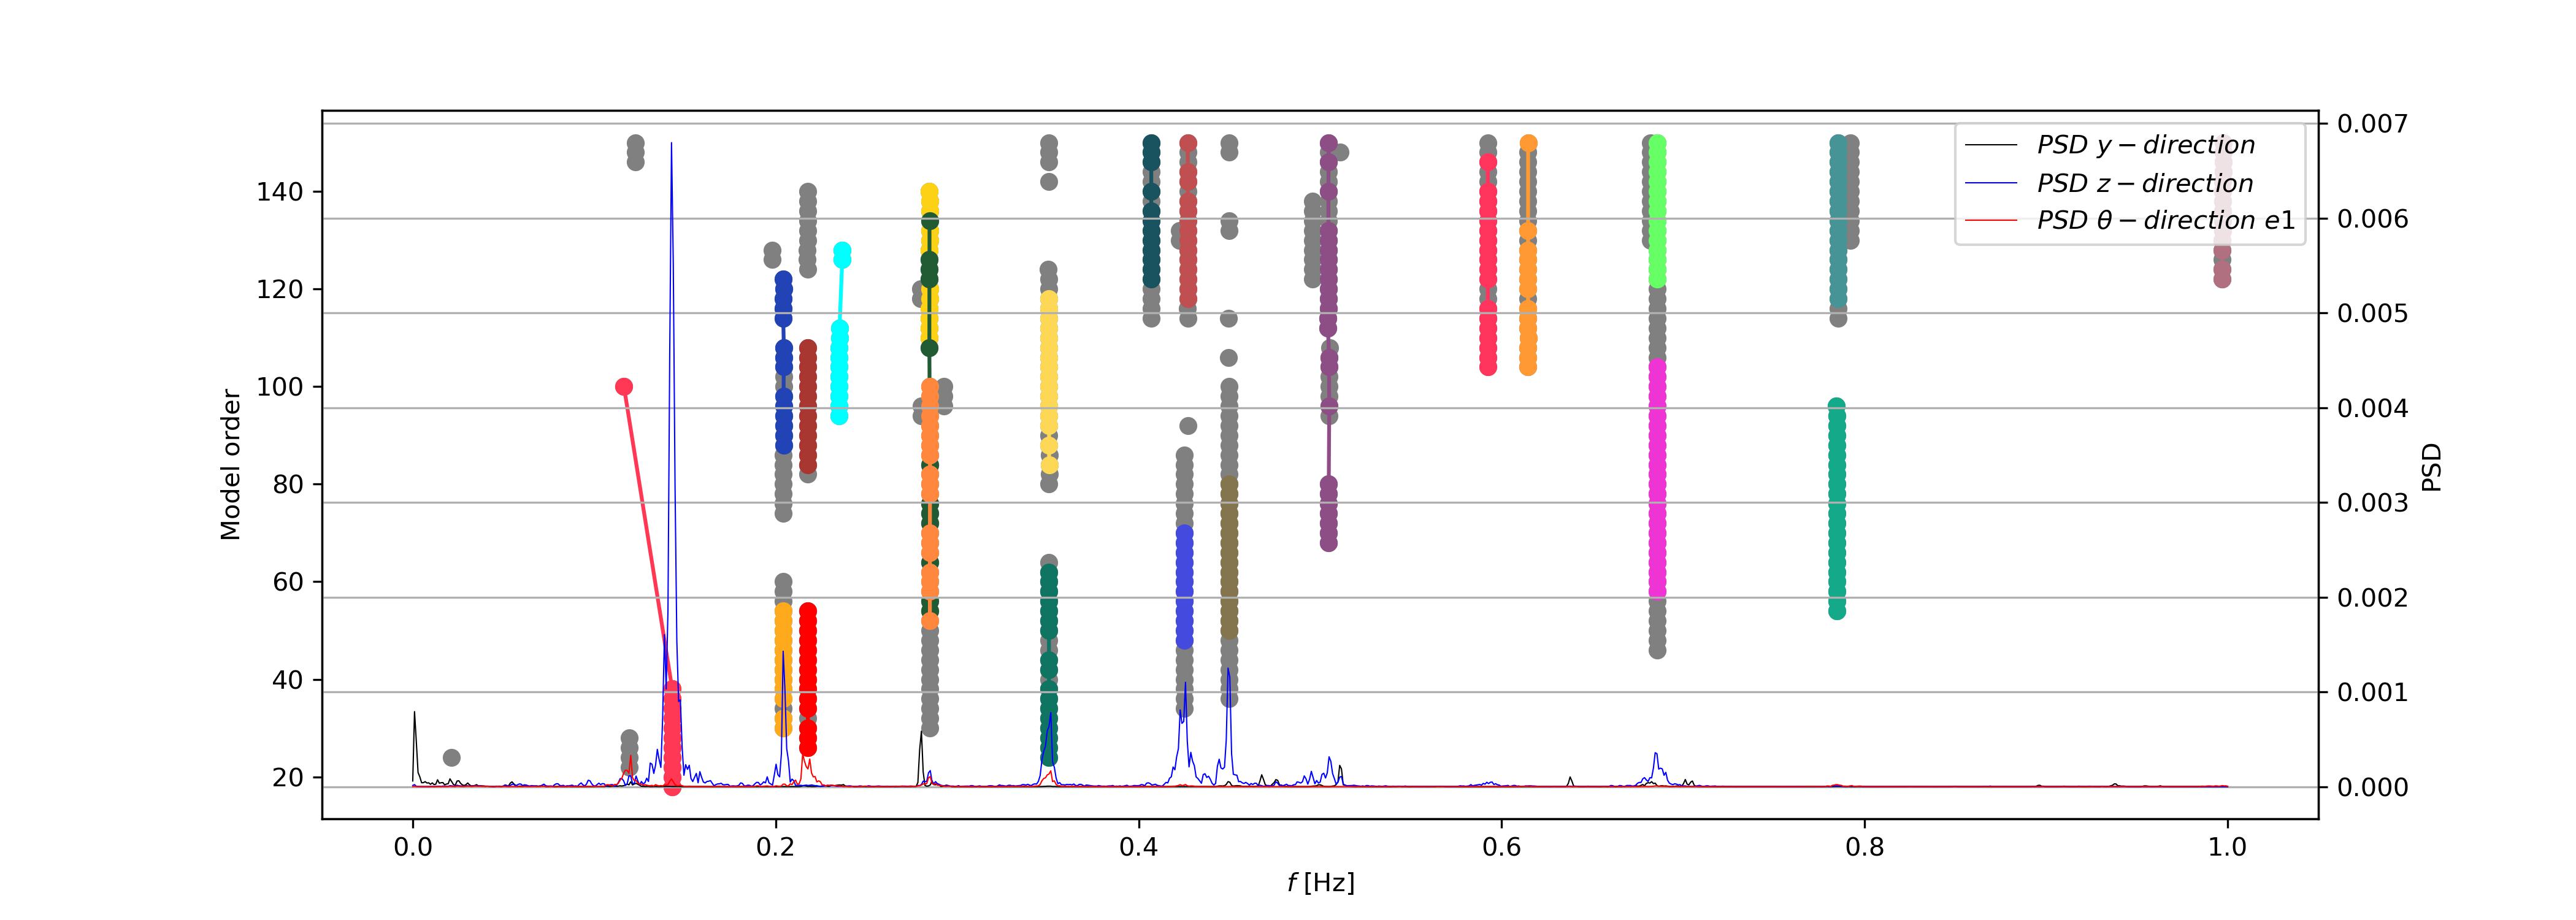 PSD y − direction
PSD z − direction
PSD θ − direction e1
0.007
0.006
0.005
0.004
0.003
0.002
0.001
0.000
PSD
140
120
100
80
60
40
20
Model order
0.0 0.2 0.4 0.6 0.8 1.0
f [Hz]